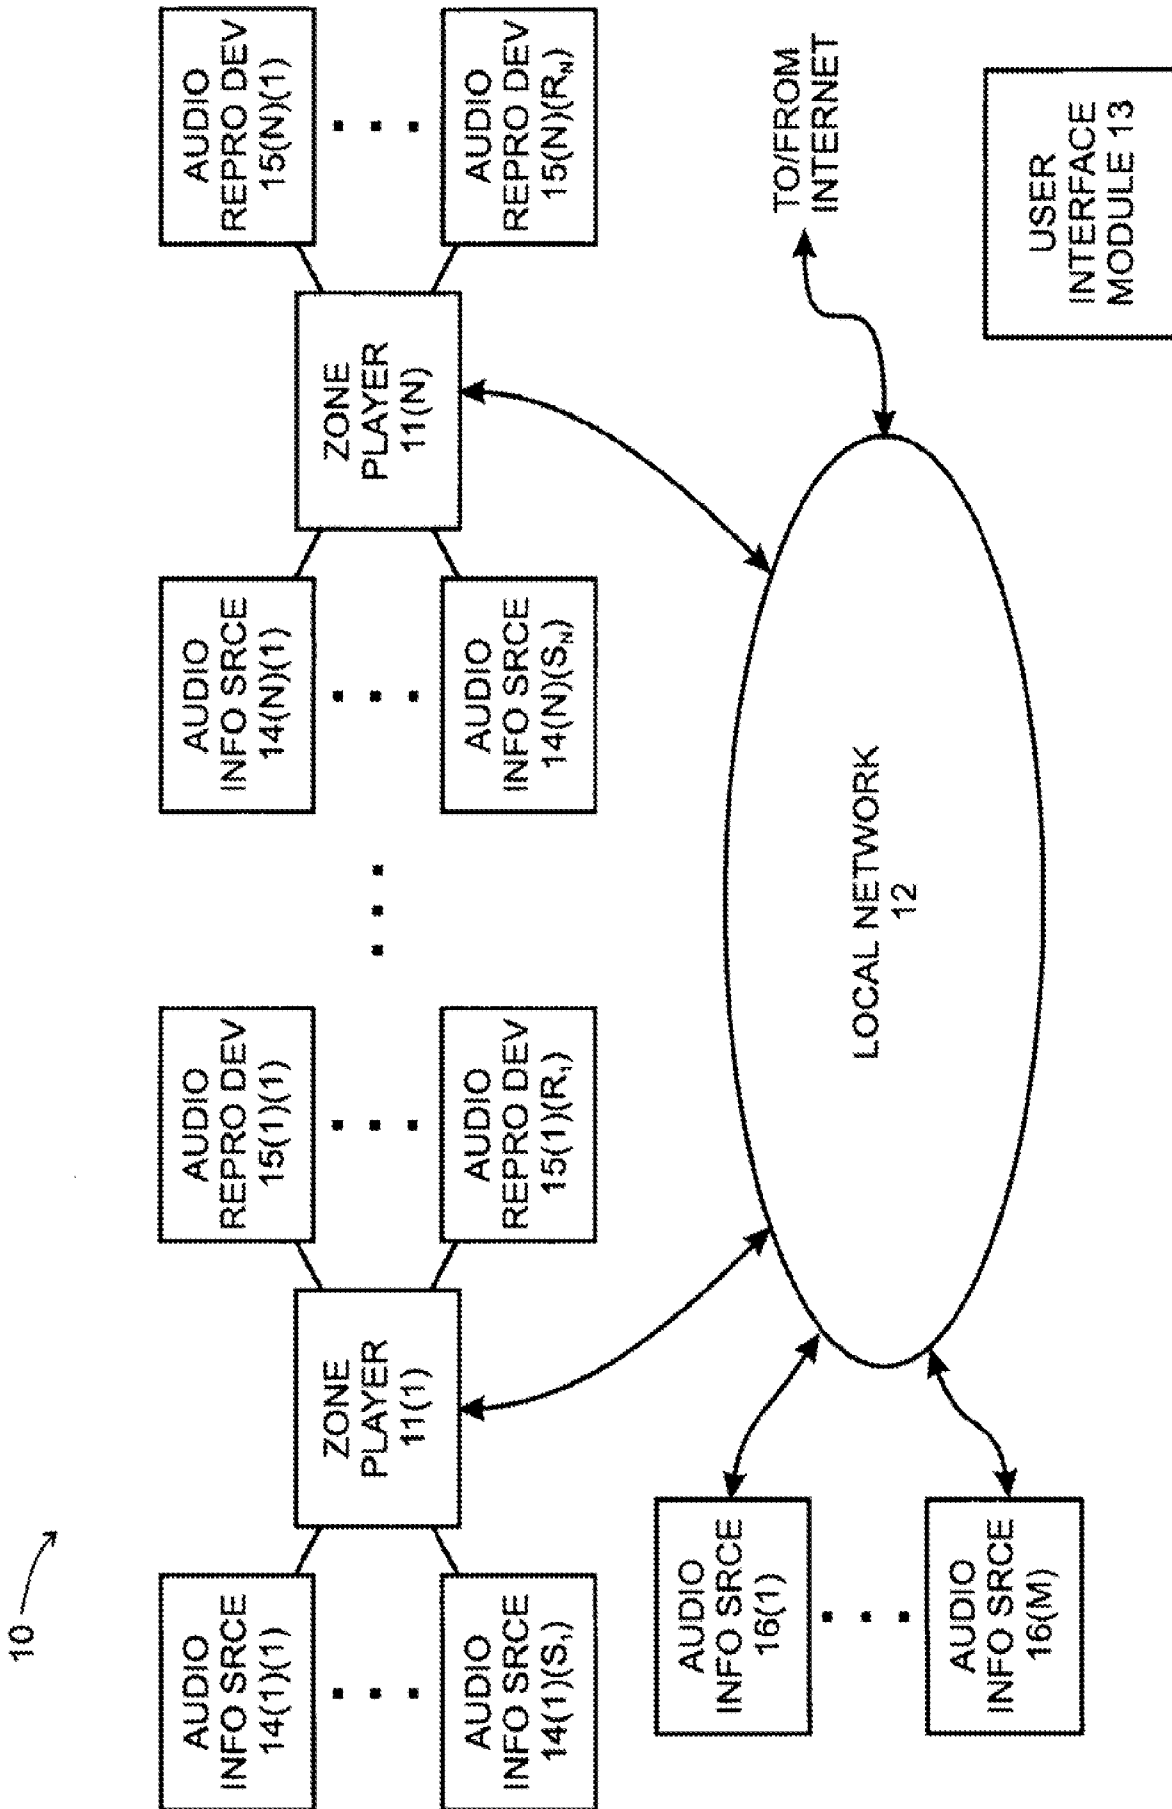 10
AUDIO
INFO SRCE
14(1)(1)
AUDIO
INFO SRCE
14(1)(S₁)
ZONE
PLAYER
11(1)
AUDIO
REPRO DEV
15(1)(1)
AUDIO
REPRO DEV
15(1)(R₁)
AUDIO
INFO SRCE
14(N)(1)
AUDIO
INFO SRCE
14(N)(S_N)
ZONE
PLAYER
11(N)
AUDIO
REPRO DEV
15(N)(1)
AUDIO
REPRO DEV
15(N)(R_N)
AUDIO
INFO SRCE
16(1)
AUDIO
INFO SRCE
16(M)
LOCAL NETWORK
12
TO/FROM
INTERNET
USER
INTERFACE
MODULE 13